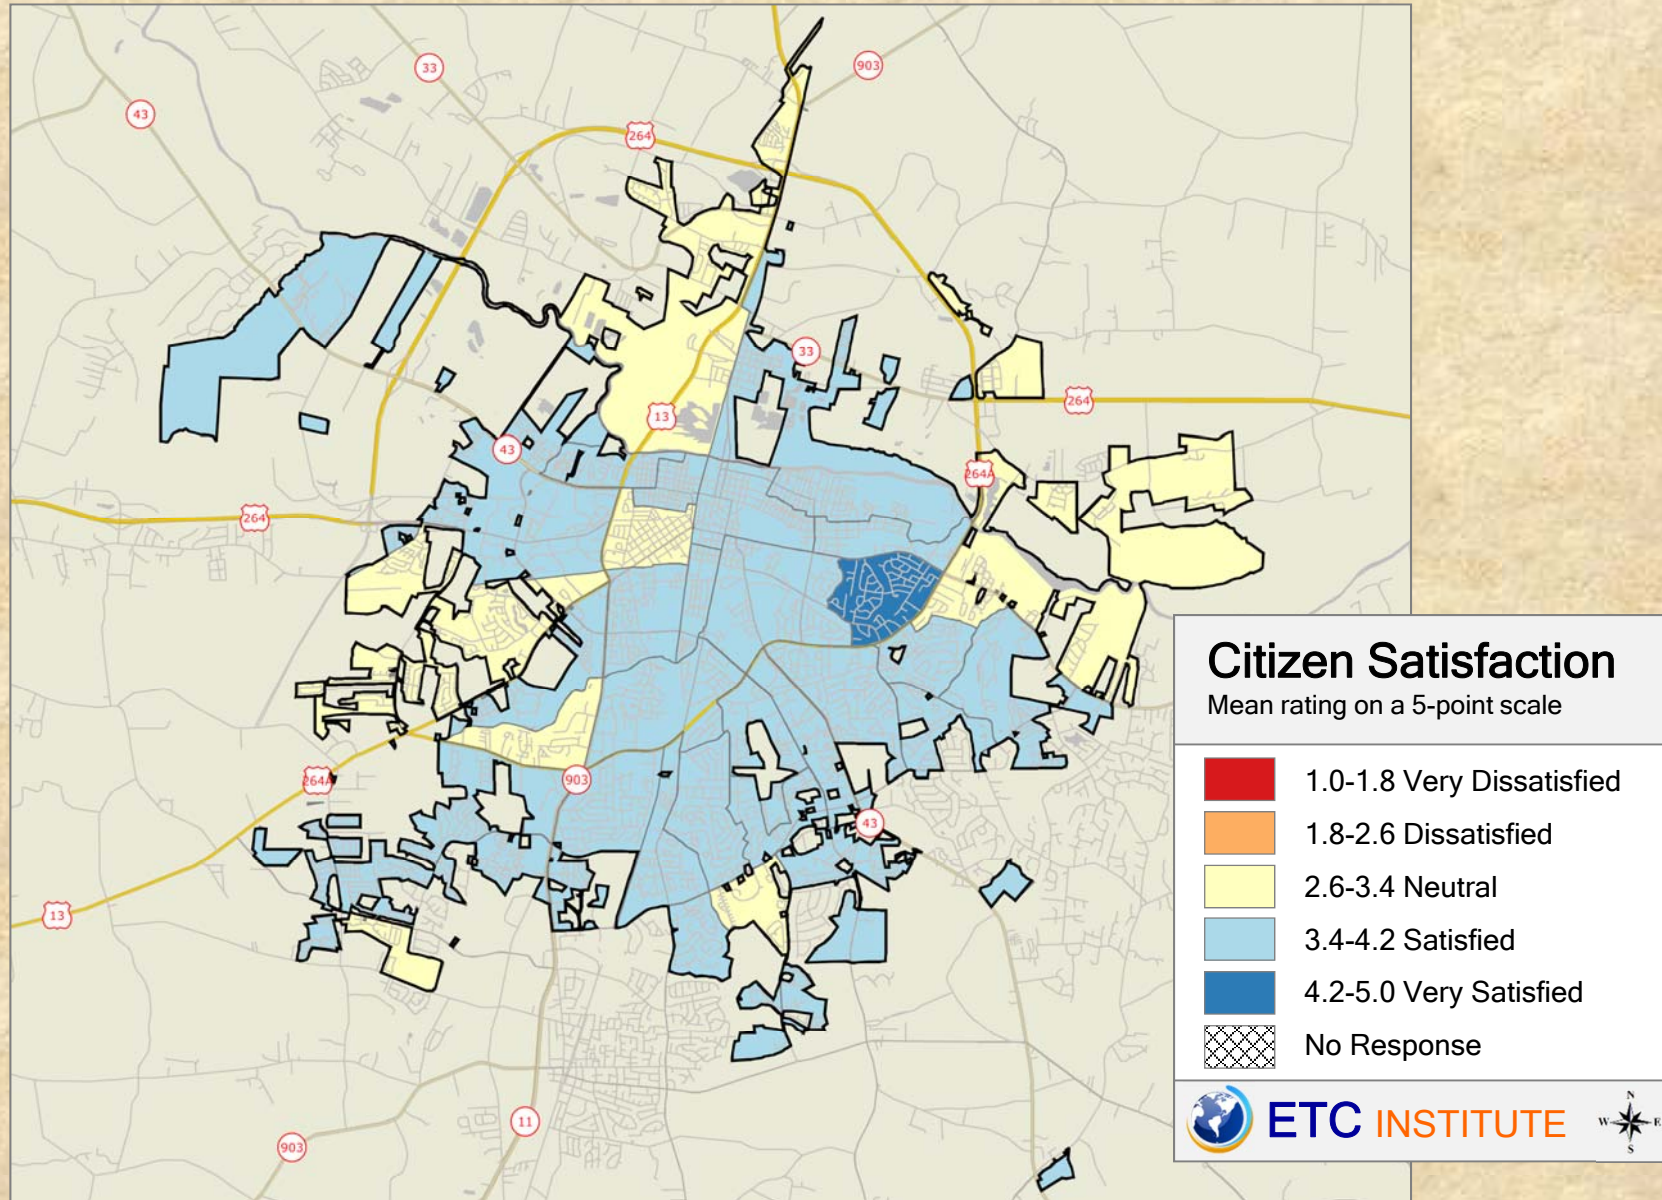 33
903
43
264
33
264
13
43
264A
264
903
264A
43
13
11
903
Citizen Satisfaction
Mean rating on a 5-point scale
1.0-1.8 Very Dissatisfied
1.8-2.6 Dissatisfied
2.6-3.4 Neutral
3.4-4.2 Satisfied
4.2-5.0 Very Satisfied
No Response
ETC INSTITUTE
N
W E
S